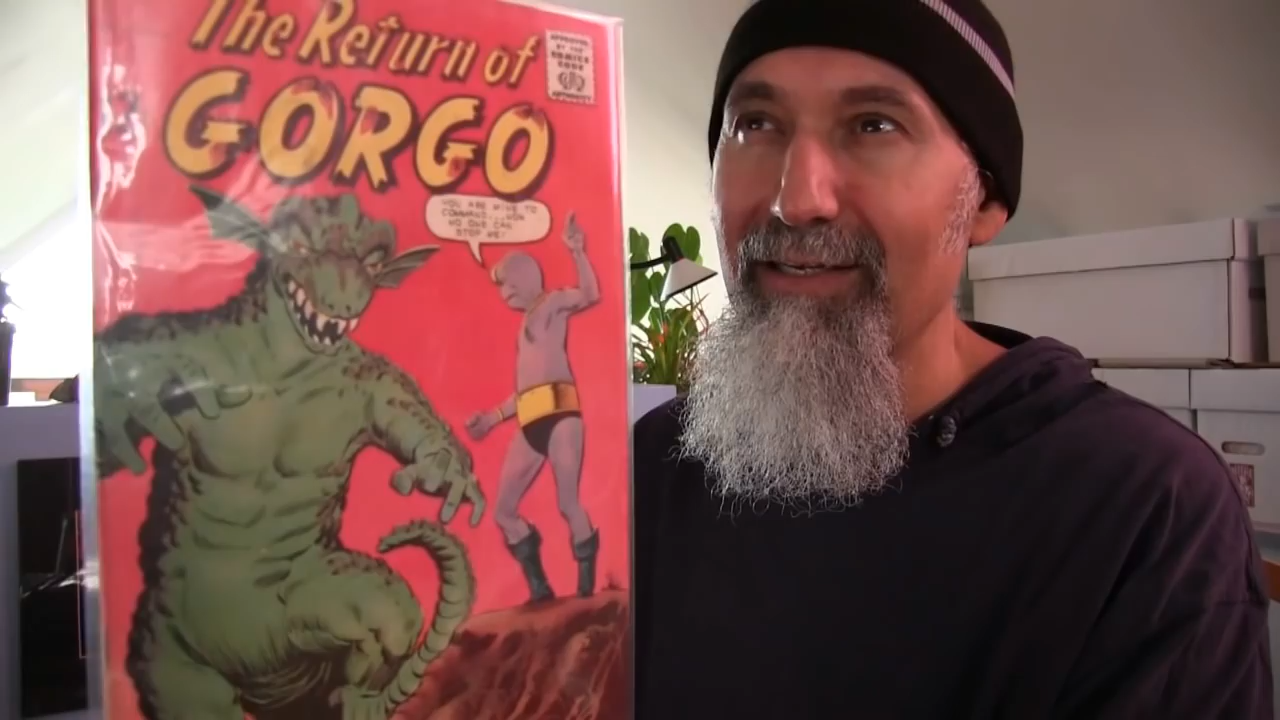 The Return of
GORGO
APPROVED
BY THE
COMICS
CODE
AUTHORITY
YOU ARE MINE TO
COMMAND...NOW
NO ONE CAN
STOP ME!